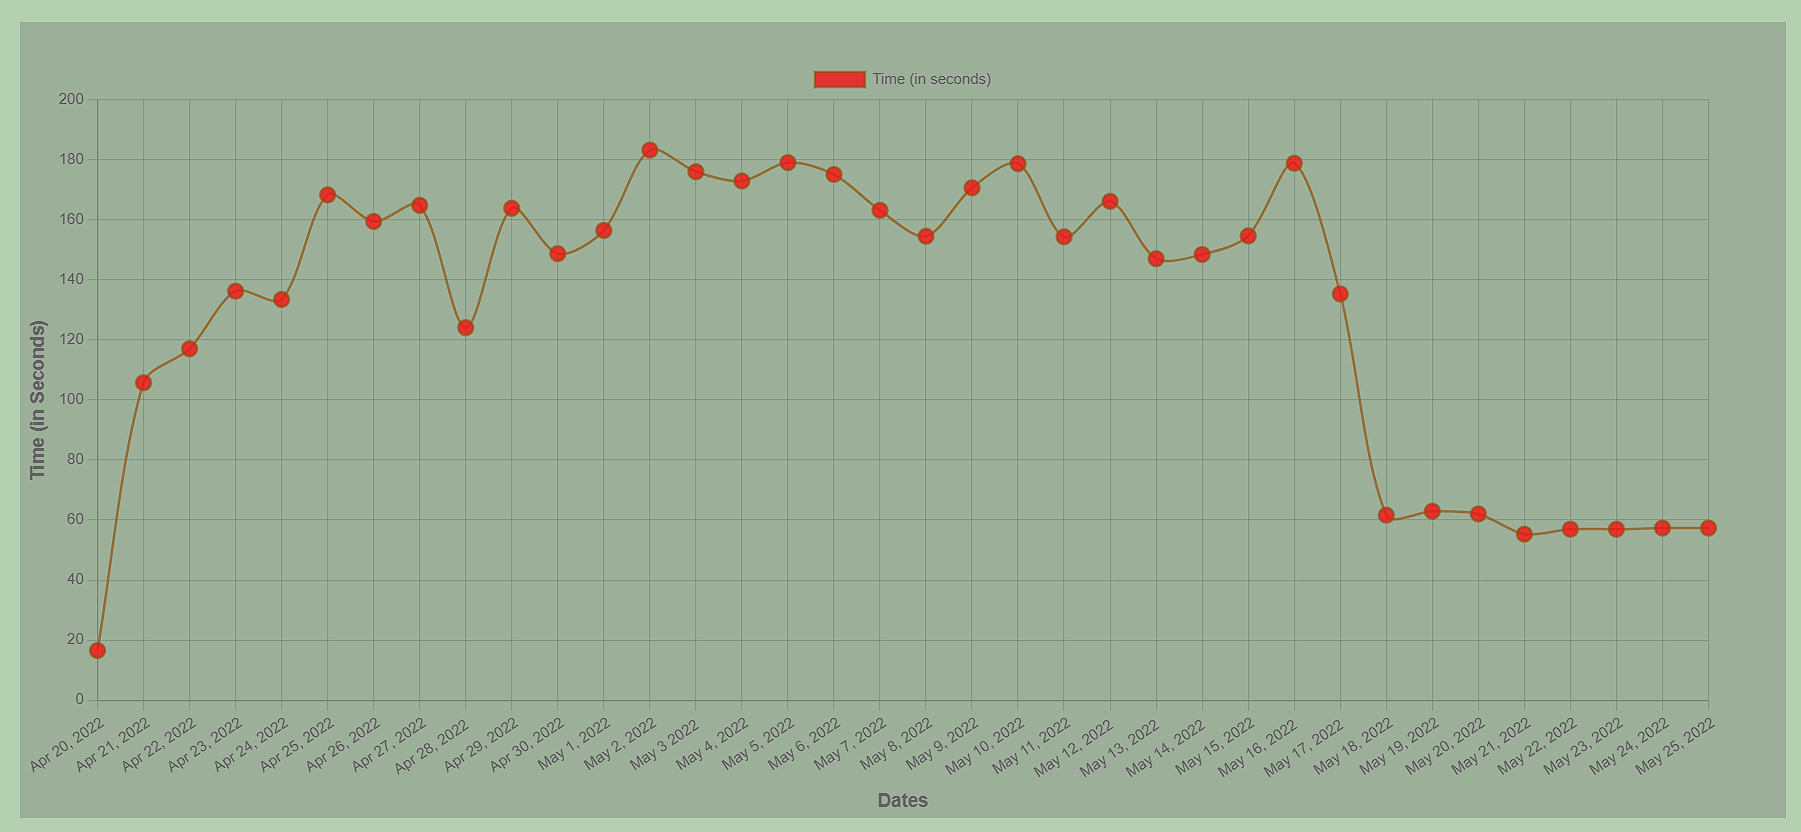 Time (in seconds)
200
180
160
140
120
100
80
60
40
20
0
Time (in Seconds)
Apr 20, 2022
Apr 21, 2022
Apr 22, 2022
Apr 23, 2022
Apr 24, 2022
Apr 25, 2022
Apr 26, 2022
Apr 27, 2022
Apr 28, 2022
Apr 29, 2022
Apr 30, 2022
May 1, 2022
May 2, 2022
May 3 2022
May 4, 2022
May 5, 2022
May 6, 2022
May 7, 2022
May 8, 2022
May 9, 2022
May 10, 2022
May 11, 2022
May 12, 2022
May 13, 2022
May 14, 2022
May 15, 2022
May 16, 2022
May 17, 2022
May 18, 2022
May 19, 2022
May 20, 2022
May 21, 2022
May 22, 2022
May 23, 2022
May 24, 2022
May 25, 2022
Dates